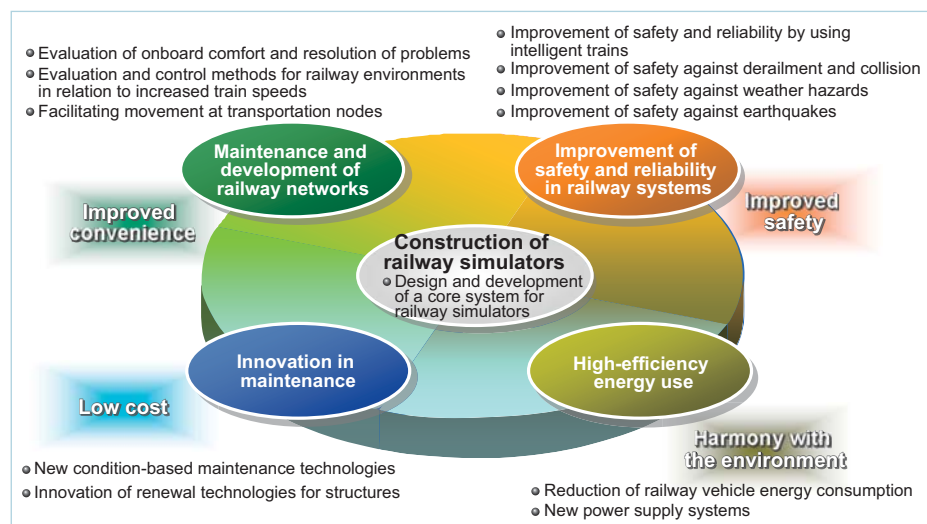 ● Evaluation of onboard comfort and resolution of problems
● Evaluation and control methods for railway environments
in relation to increased train speeds
● Facilitating movement at transportation nodes
● Improvement of safety and reliability by using
intelligent trains
● Improvement of safety against derailment and collision
● Improvement of safety against weather hazards
● Improvement of safety against earthquakes
Maintenance and
development of
railway networks
Improvement of
safety and reliability
in railway systems
Improved
convenience
Improved
safety
Construction of
railway simulators
● Design and development
of a core system for
railway simulators
Innovation in
maintenance
High-efficiency
energy use
Low cost
Harmony with
the environment
● New condition-based maintenance technologies
● Innovation of renewal technologies for structures
● Reduction of railway vehicle energy consumption
● New power supply systems